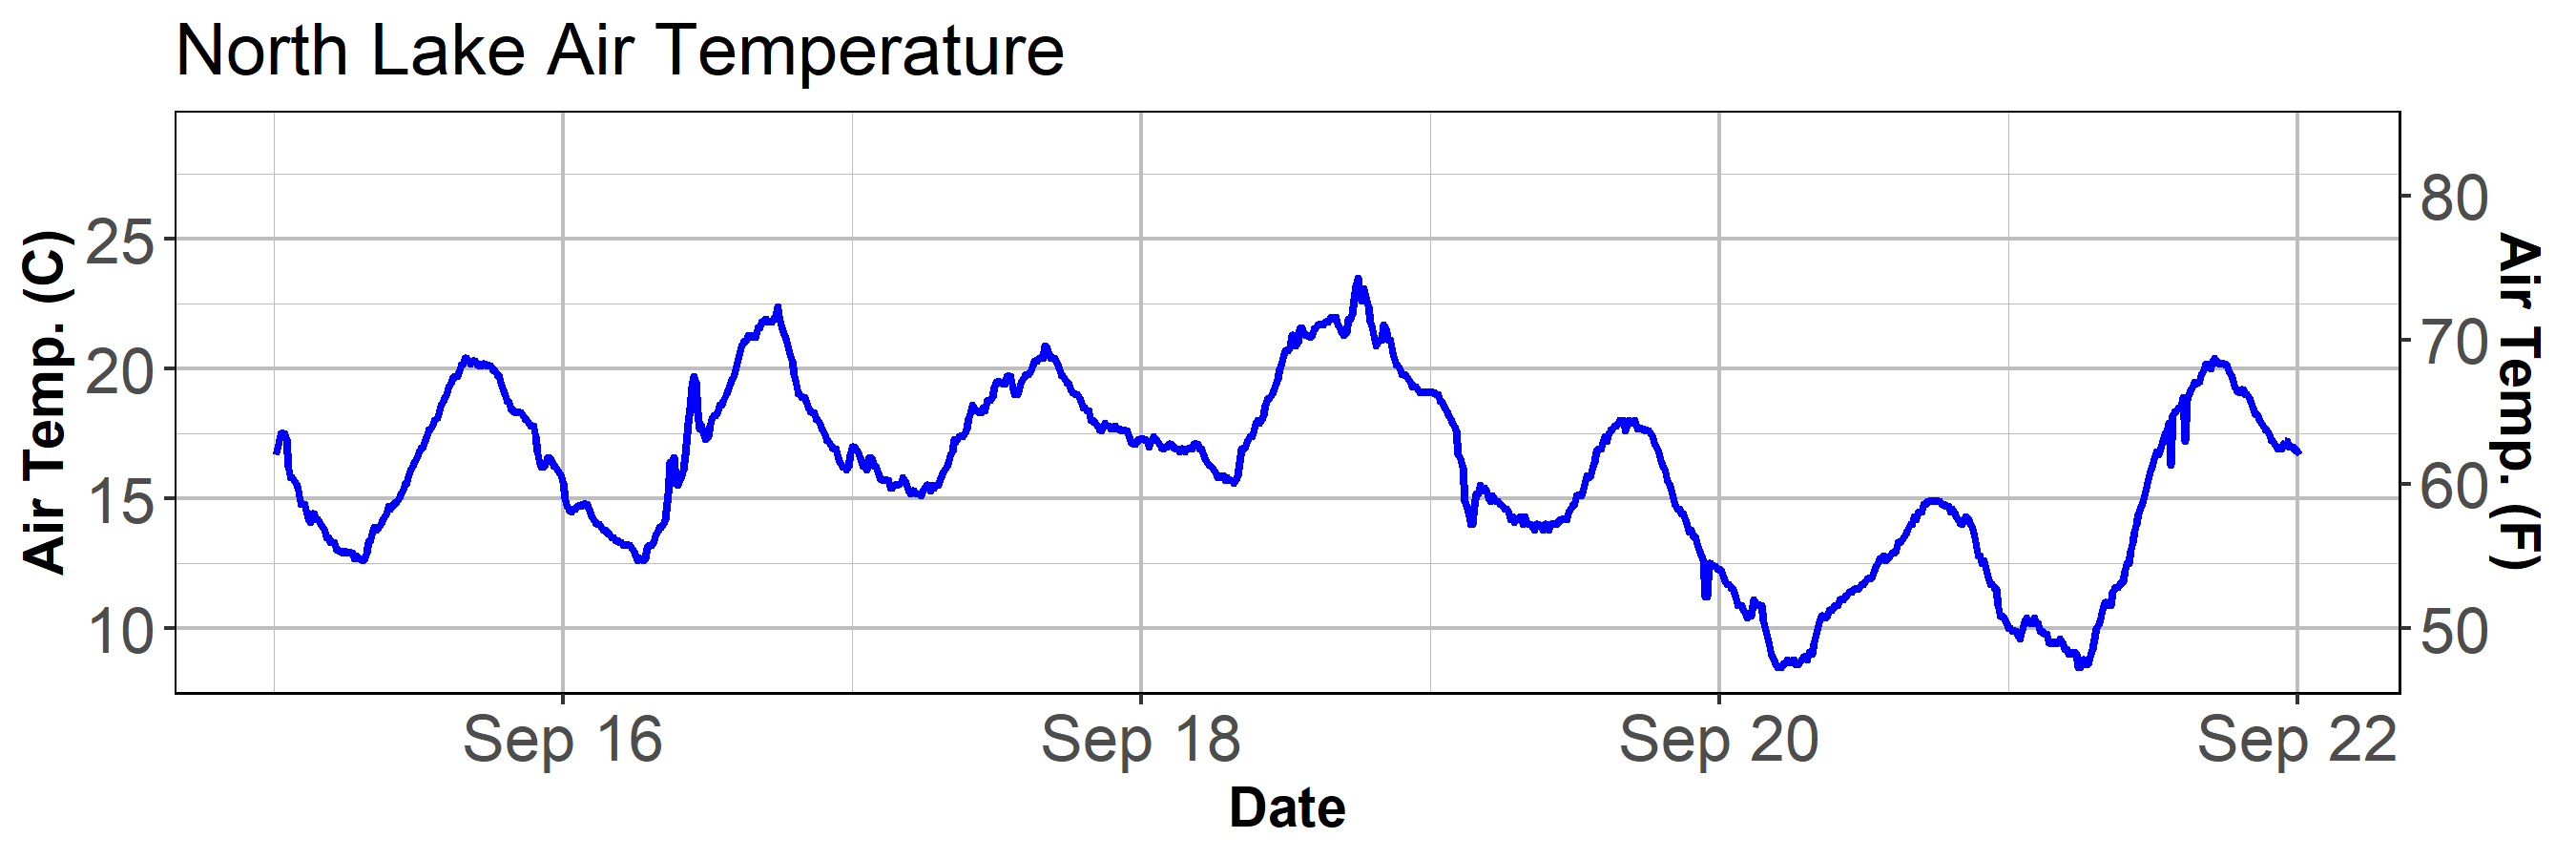 North Lake Air Temperature
Air Temp. (C)
25
20
15
10
80
70
60
50
Air Temp. (F)
Sep 16 Sep 18 Sep 20 Sep 22
Date